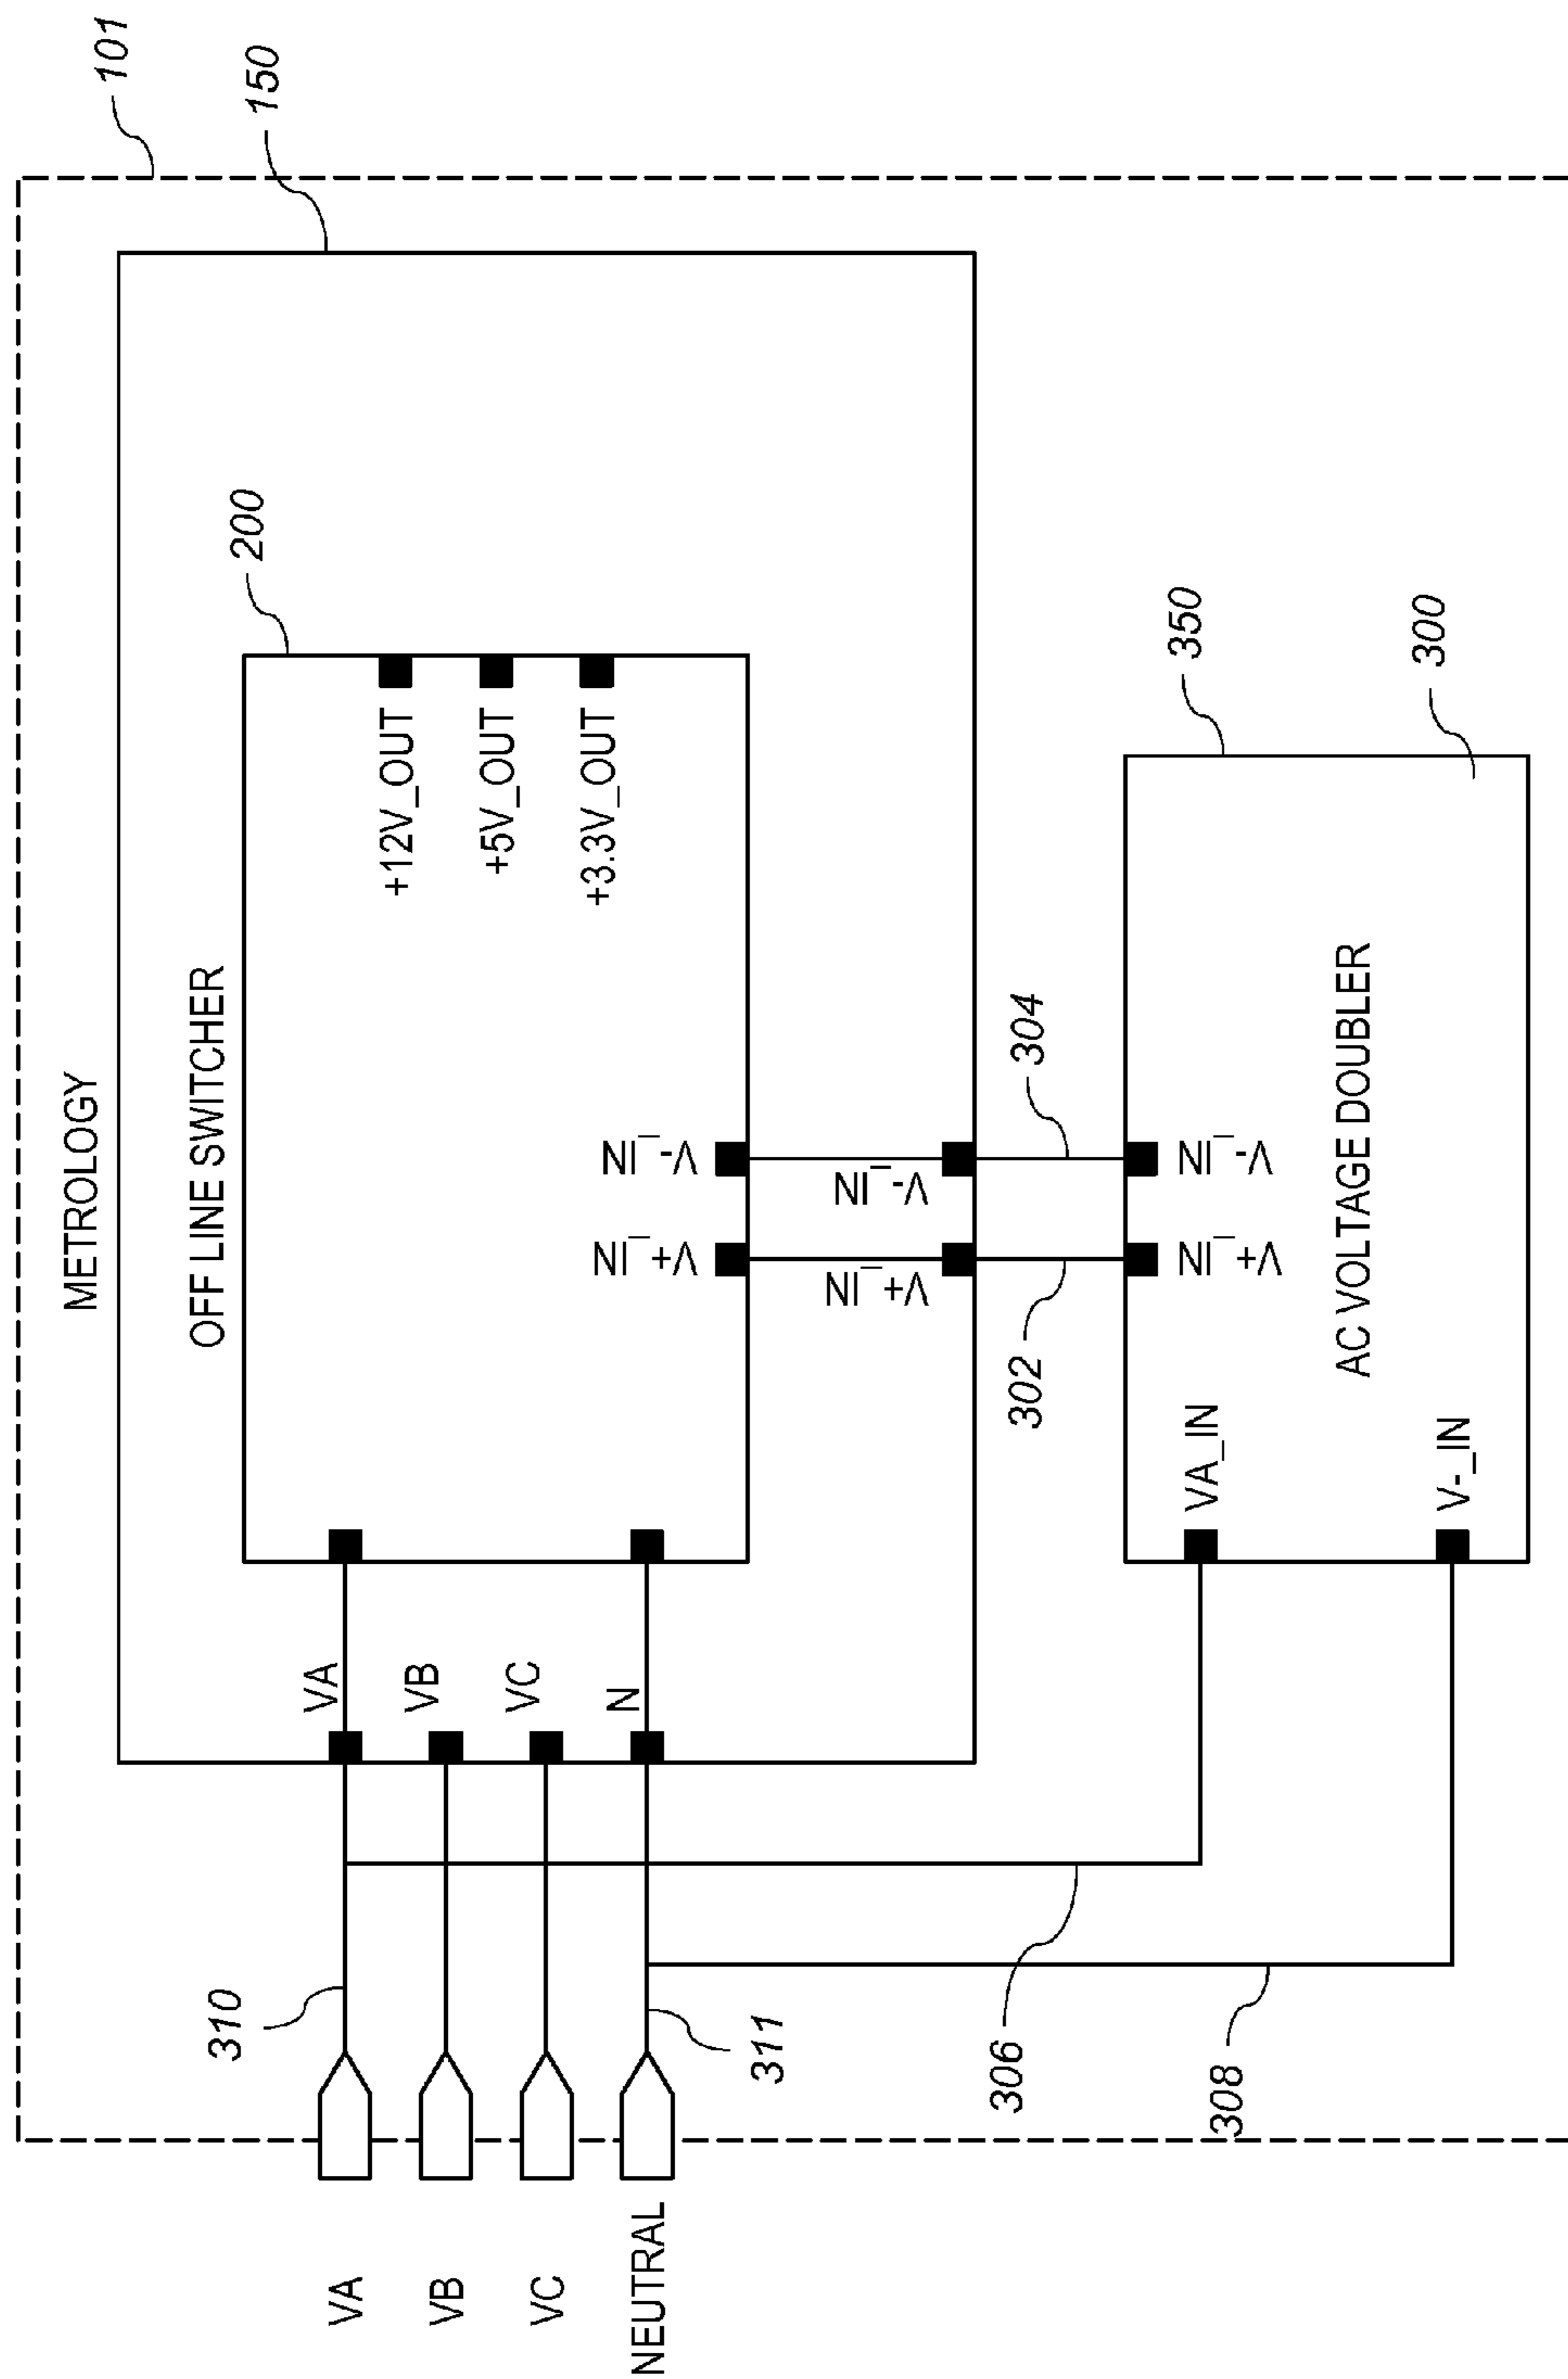 101
150
METROLOGY
OFF LINE SWITCHER
200
+12V_OUT
+5V_OUT
+3.3V_OUT
V+_IN
V-_IN
V+_IN
V-_IN
VA
VB
VC
NEUTRAL
310
311
VA
VB
VC
N
302
304
350
V+_IN
V-_IN
VA_IN
AC VOLTAGE DOUBLER
300
V-_IN
306
308